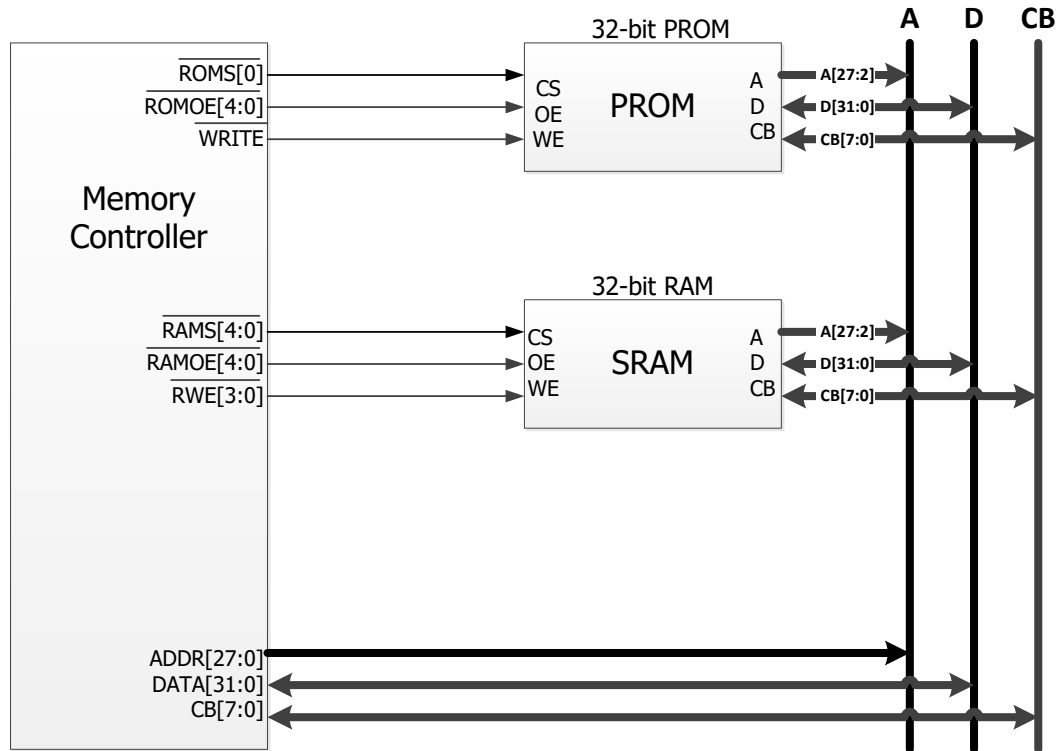 A D CB
32-bit PROM
ROMS[0]
ROMOE[4:0]
WRITE
CS
OE
WE
PROM
A
D
CB
A[27:2]
D[31:0]
CB[7:0]
Memory
Controller
32-bit RAM
RAMS[4:0]
RAMOE[4:0]
RWE[3:0]
CS
OE
WE
SRAM
A
D
CB
A[27:2]
D[31:0]
CB[7:0]
ADDR[27:0]
DATA[31:0]
CB[7:0]